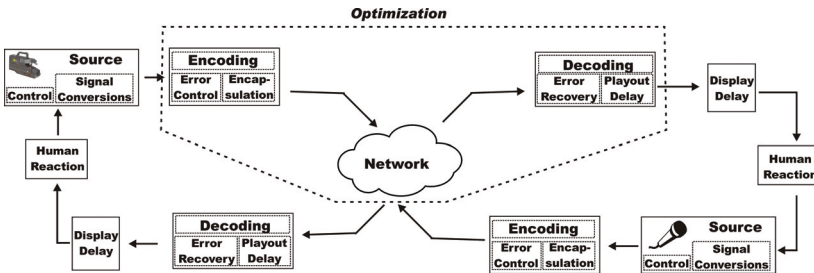 Optimization
Source
Control
Signal
Conversions
Encoding
Error
Control
Encap-
sulation
Decoding
Error
Recovery
Playout
Delay
Display
Delay
Human
Reaction
Network
Human
Reaction
Display
Delay
Decoding
Error
Recovery
Playout
Delay
Encoding
Error
Control
Encap-
sulation
Source
Control
Signal
Conversions